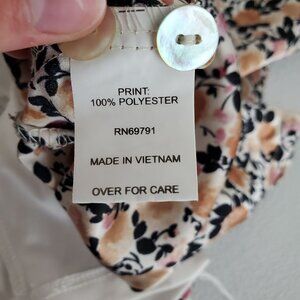 PRINT:
100% POLYESTER
RN69791
MADE IN VIETNAM
OVER FOR CARE